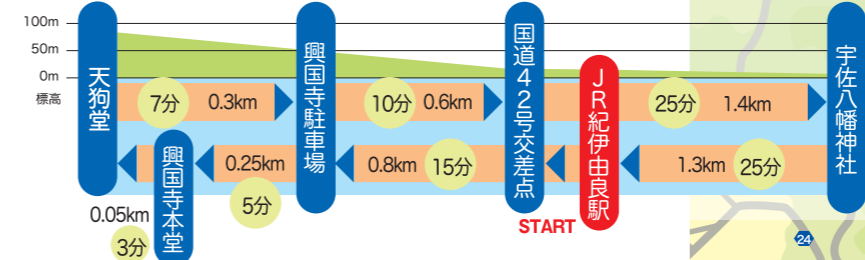 100m
50m
0m
標高
天狗堂
7分
0.3km
興国寺駐車場
10分
0.6km
国道42号交差点
JR紀伊由良駅
25分
1.4km
宇佐八幡神社
興国寺本堂
0.25km
5分
0.8km
15分
1.3km
25分
0.05km
3分
START
24